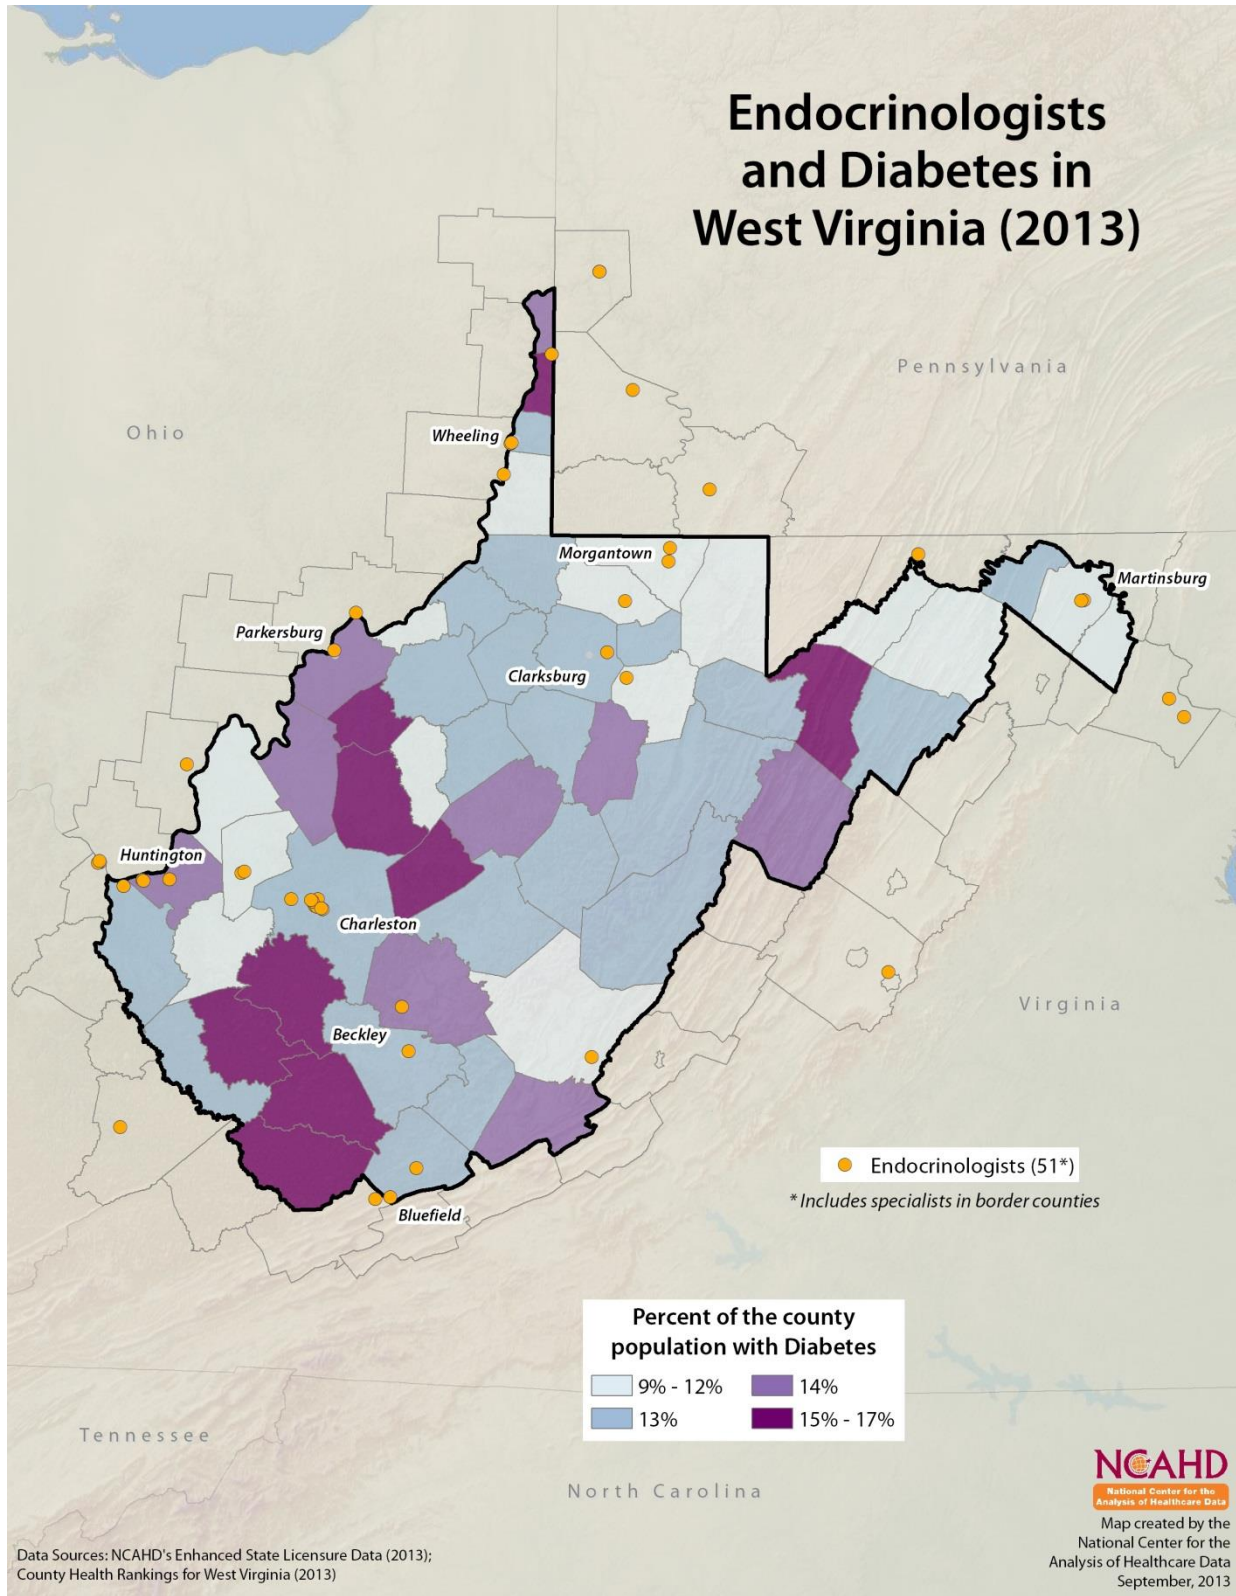 Endocrinologists
and Diabetes in
West Virginia (2013)
Pennsylvania
Ohio
Wheeling
Morgantown
Martinsburg
Parkersburg
Clarksburg
Huntington
Charleston
Virginia
Beckley
Endocrinologists (51*)
* Includes specialists in border counties
Bluefield
Percent of the county
population with Diabetes
9% - 12%
14%
13%
15% - 17%
Tennessee
North Carolina
NCAHD
National Center for the
Analysis of Healthcare Data
Map created by the
National Center for the
Analysis of Healthcare Data
September, 2013
Data Sources: NCAHD's Enhanced State Licensure Data (2013);
County Health Rankings for West Virginia (2013)